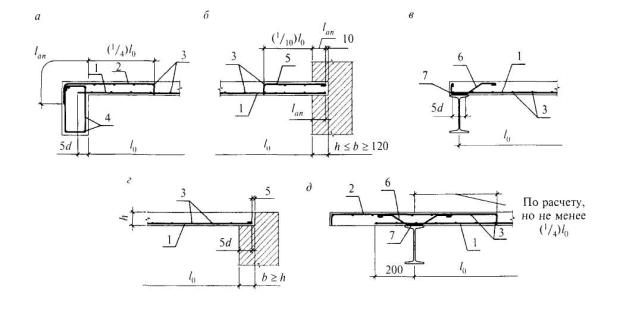 а
l_an
(1/4)l_0
1
2
3
4
5d
l_0
б
(1/10)l_0
l_an
10
3
5
1
l_an
l_0
h ≤ b ≥ 120
в
6
1
7
5d
3
l_0
г
3
5
h
1
5d
l_0
b ≥ h
д
2
6
По расчету,
но не менее
(1/4)l_0
7
1
3
200
l_0